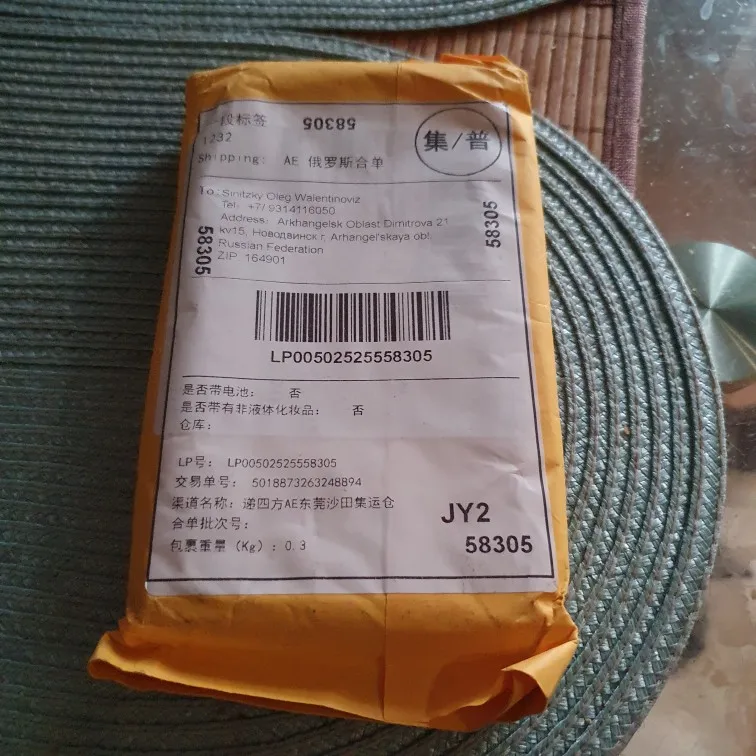 段标签
58305
集/普
1232
Shipping: AE 俄罗斯合单
To: Sinitzky Oleg Walentinoviz
Tel: +7/ 9314116050
Address: Arkhangelsk Oblast Dimitrova 21
kv15, Новодвинск г, Arhangel'skaya obl.
Russian Federation
ZIP 164901
58305
58305
LP00502525558305
是否带电池: 否
是否带有非液体化妆品: 否
仓库:
LP号: LP00502525558305
交易单号: 5018873263248894
渠道名称: 递四方AE东莞沙田集运仓
合单批次号:
包裹重量 (Kg): 0.3
JY2
58305